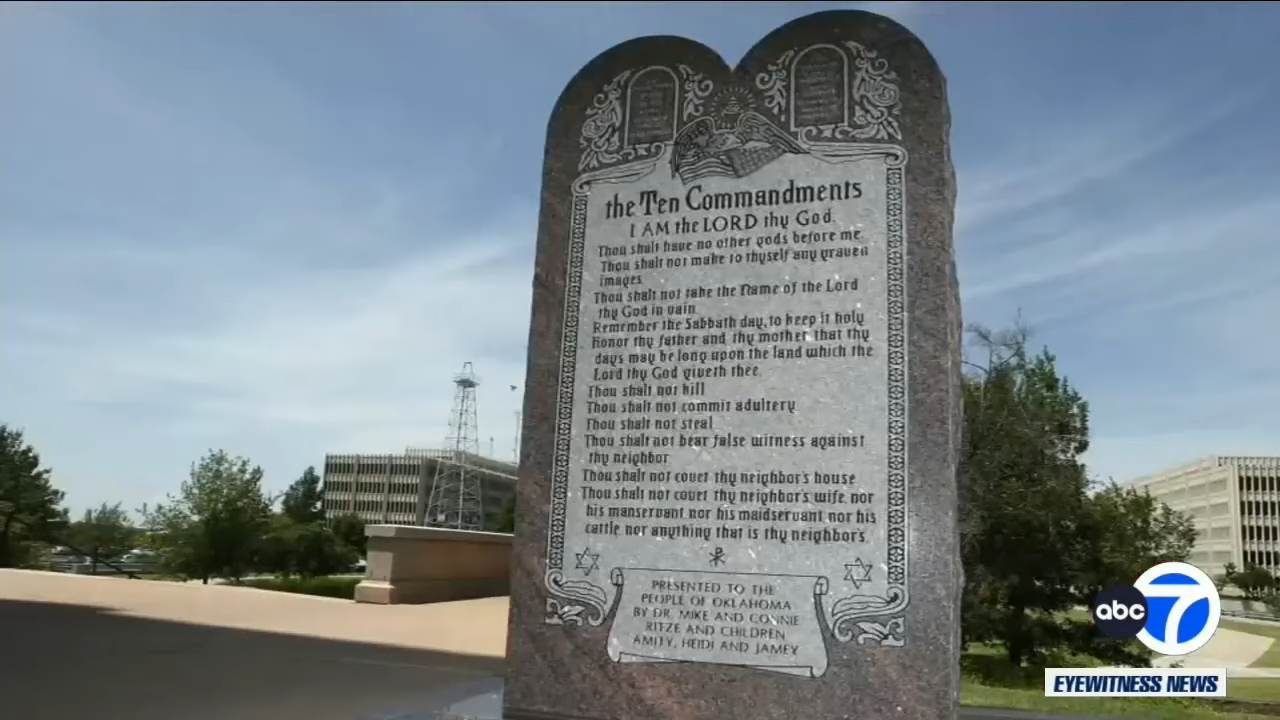 the Ten Commandments
I AM the LORD thy God.
Thou shalt have no other gods before me.
Thou shalt not make to thyself any graven
images.
Thou shalt not take the Name of the Lord
thy God in vain.
Remember the Sabbath day, to keep it holy.
Honor thy father and thy mother that thy
days may be long upon the land which the
Lord thy God giveth thee.
Thou shalt not kill.
Thou shalt not commit adultery.
Thou shalt not steal.
Thou shalt not bear false witness against
thy neighbor.
Thou shalt not covet thy neighbor's house.
Thou shalt not covet thy neighbor's wife, nor
his manservant nor his maidservant nor his
cattle nor anything that is thy neighbor's.
PRESENTED TO THE
PEOPLE OF OKLAHOMA
BY DR. MIKE AND CONNIE
RITZE AND CHILDREN
AMITY, HEIDI AND JAMEY
abc 7
EYEWITNESS NEWS